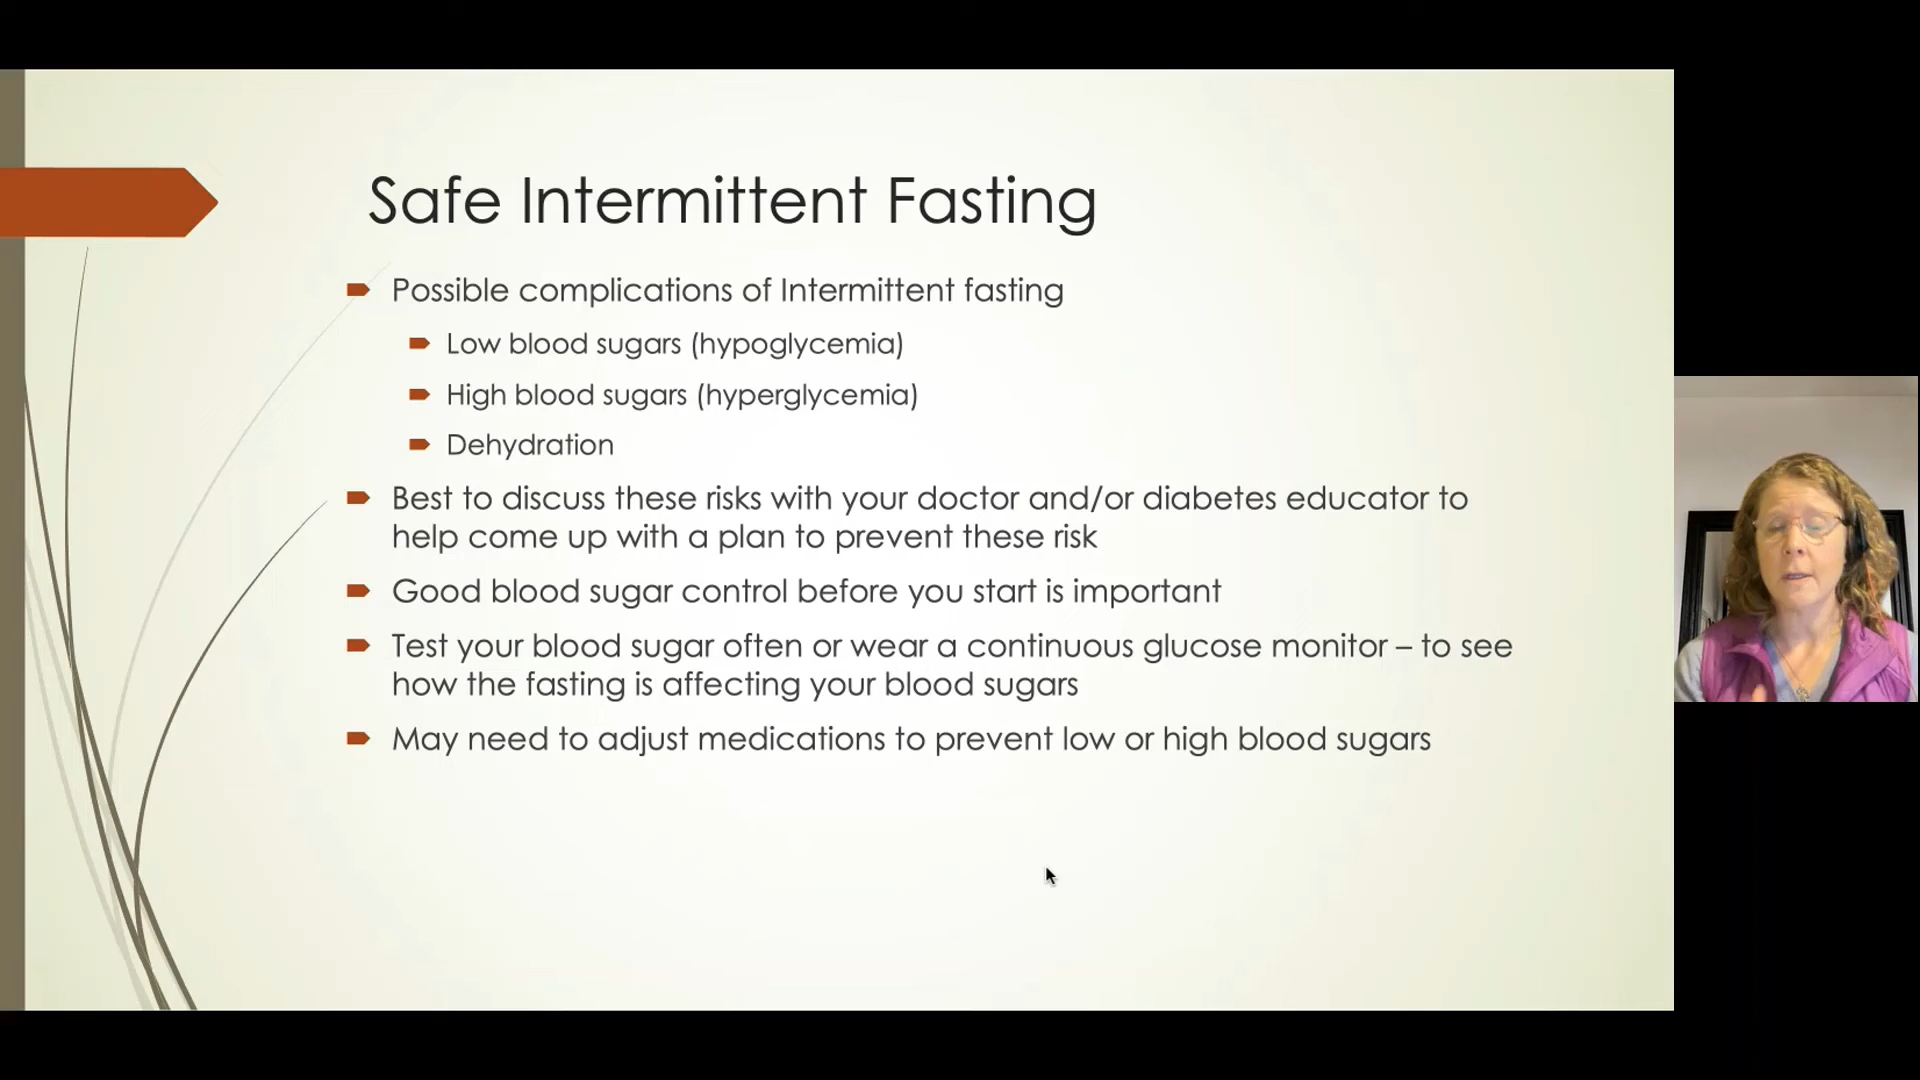 Safe Intermittent Fasting
Possible complications of Intermittent fasting
Low blood sugars (hypoglycemia)
High blood sugars (hyperglycemia)
Dehydration
Best to discuss these risks with your doctor and/or diabetes educator to
help come up with a plan to prevent these risk
Good blood sugar control before you start is important
Test your blood sugar often or wear a continuous glucose monitor – to see
how the fasting is affecting your blood sugars
May need to adjust medications to prevent low or high blood sugars